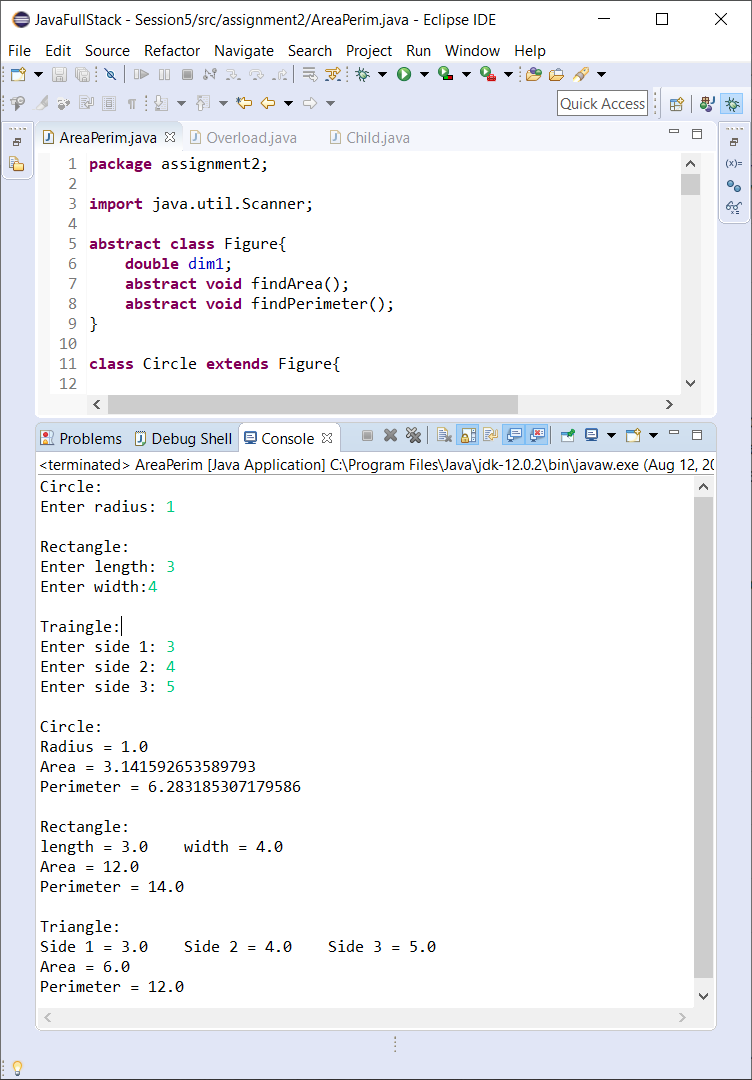 JavaFullStack - Session5/src/assignment2/AreaPerim.java - Eclipse IDE
File Edit Source Refactor Navigate Search Project Run Window Help
Quick Access
AreaPerim.java Overload.java Child.java
1 package assignment2;
2
3 import java.util.Scanner;
4
5 abstract class Figure{
6     double dim1;
7     abstract void findArea();
8     abstract void findPerimeter();
9 }
10
11 class Circle extends Figure{
12
Problems Debug Shell Console
<terminated> AreaPerim [Java Application] C:\Program Files\Java\jdk-12.0.2\bin\javaw.exe (Aug 12, 20
Circle:
Enter radius: 1
Rectangle:
Enter length: 3
Enter width:4
Traingle:
Enter side 1: 3
Enter side 2: 4
Enter side 3: 5
Circle:
Radius = 1.0
Area = 3.141592653589793
Perimeter = 6.283185307179586
Rectangle:
length = 3.0    width = 4.0
Area = 12.0
Perimeter = 14.0
Triangle:
Side 1 = 3.0    Side 2 = 4.0    Side 3 = 5.0
Area = 6.0
Perimeter = 12.0